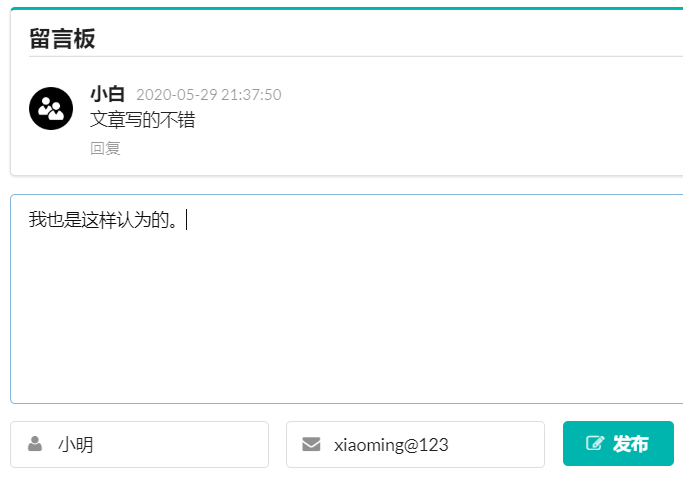 留言板
小白 2020-05-29 21:37:50
文章写的不错
回复
我也是这样认为的。
小明 xiaoming@123 发布